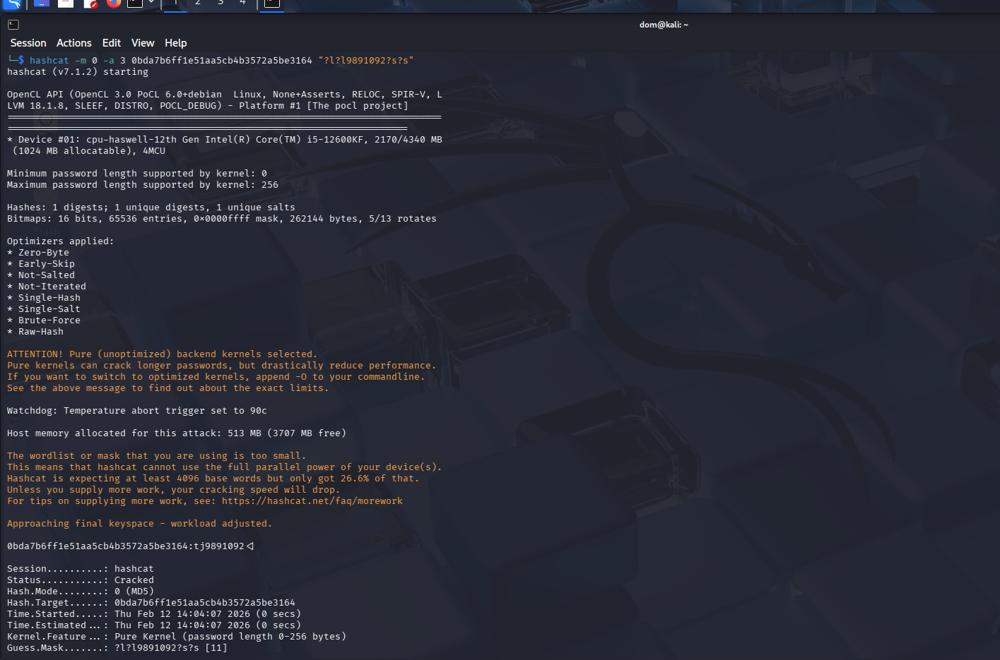 1 2 3 4
dom@kali: ~
Session Actions Edit View Help
└─$ hashcat -m 0 -a 3 0bda7b6ff1e51aa5cb4b3572a5be3164 "?l?l9891092?s?s"
hashcat (v7.1.2) starting
OpenCL API (OpenCL 3.0 PoCL 6.0+debian  Linux, None+Asserts, RELOC, SPIR-V, L
LVM 18.1.8, SLEEF, DISTRO, POCL_DEBUG) - Platform #1 [The pocl project]
=============================================================================
=======================================================================
* Device #01: cpu-haswell-12th Gen Intel(R) Core(TM) i5-12600KF, 2170/4340 MB
 (1024 MB allocatable), 4MCU
Minimum password length supported by kernel: 0
Maximum password length supported by kernel: 256
Hashes: 1 digests; 1 unique digests, 1 unique salts
Bitmaps: 16 bits, 65536 entries, 0x0000ffff mask, 262144 bytes, 5/13 rotates
Trash
Optimizers applied:
* Zero-Byte
* Early-Skip
* Not-Salted
* Not-Iterated
* Single-Hash
* Single-Salt
* Brute-Force
* Raw-Hash
ATTENTION! Pure (unoptimized) backend kernels selected.
Pure kernels can crack longer passwords, but drastically reduce performance.
If you want to switch to optimized kernels, append -O to your commandline.
See the above message to find out about the exact limits.
Watchdog: Temperature abort trigger set to 90c
Host memory allocated for this attack: 513 MB (3707 MB free)
The wordlist or mask that you are using is too small.
This means that hashcat cannot use the full parallel power of your device(s).
Hashcat is expecting at least 4096 base words but only got 26.6% of that.
Unless you supply more work, your cracking speed will drop.
For tips on supplying more work, see: https://hashcat.net/faq/morework
Approaching final keyspace - workload adjusted.
0bda7b6ff1e51aa5cb4b3572a5be3164:tj9891092<|
Session..........: hashcat
Status...........: Cracked
Hash.Mode........: 0 (MD5)
Hash.Target......: 0bda7b6ff1e51aa5cb4b3572a5be3164
Time.Started.....: Thu Feb 12 14:04:07 2026 (0 secs)
Time.Estimated...: Thu Feb 12 14:04:07 2026 (0 secs)
Kernel.Feature...: Pure Kernel (password length 0-256 bytes)
Guess.Mask.......: ?l?l9891092?s?s [11]